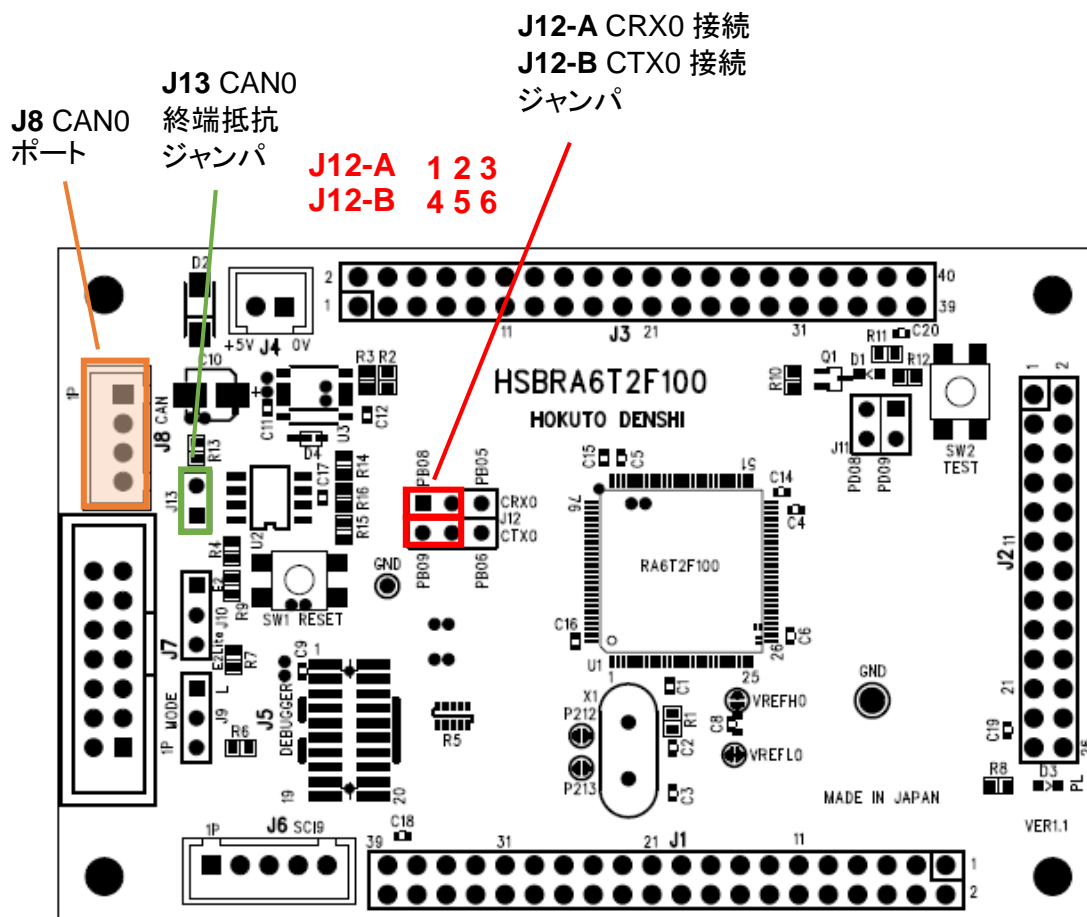 J12-A CRX0 接続
J12-B CTX0 接続
ジャンパ
J13 CAN0
終端抵抗
ジャンパ
J8 CAN0
ポート
J12-A 1 2 3
J12-B 4 5 6
D2
2
1
40
39
11
J3
21
31
+5V
0V
J4
C10
R3 R2
1P
J8 CAN
R13
J13
+
C11
U3
C12
D4
C17
R14
R16
R15
U2
HSBRA6T2F100
HOKUTO DENSHI
R11
C20
Q1
D1
R12
R10
J11
PD08
PD09
SW2
TEST
1
2
PB08
PB05
CRX0
J12
CTX0
PB09
PB06
C15
C5
51
76
C14
C4
RA6T2F100
J2
11
21
26
R4
E2
R9
J10
E2Lite
J7
R7
SW1 RESET
GND
C9
1
J5
DEBUGGER
19
20
L
MODE
J9
1P
R6
R5
C16
U1
1
25
26
C6
X1
P212
P213
C1
R1
C2
C3
C8
VREFH0
VREFL0
GND
C19
R8
D3
PL
MADE IN JAPAN
VER1.1
1P
J6 SCI9
C18
39
31
21
J1
11
1
2